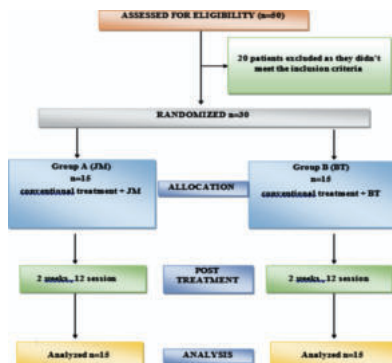 ASSESSED FOR ELIGIBILITY (n=50)
20 patients excluded as they didn't
meet the inclusion criteria
RANDOMIZED n=30
Group A (JM)
n=15
conventional treatment + JM
ALLOCATION
Group B (BT)
n=15
conventional treatment + BT
2 weeks, 12 session
POST
TREATMENT
2 weeks, 12 session
Analyzed n=15
ANALYSIS
Analyzed n=15